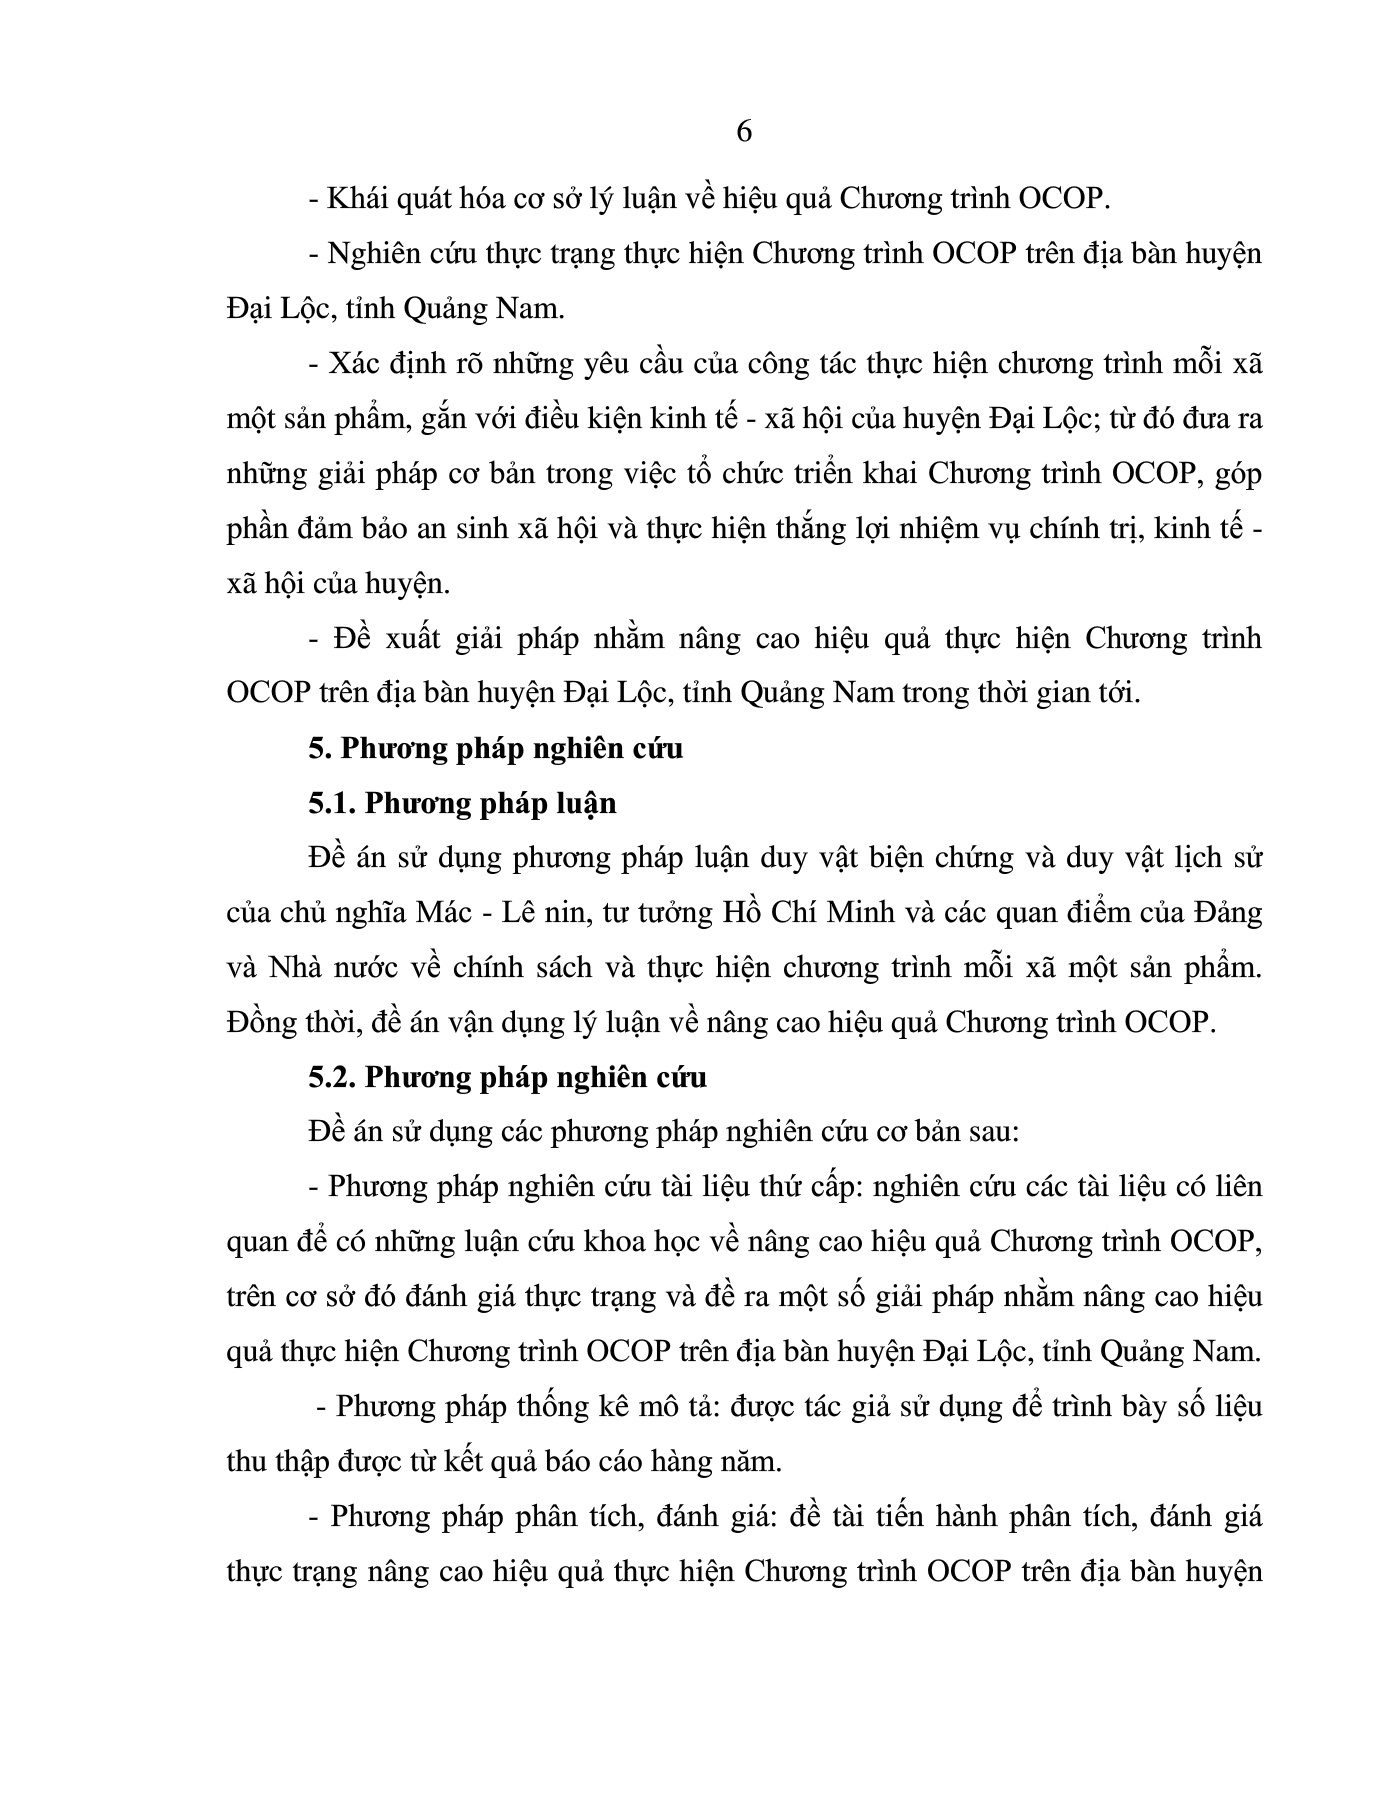 6
- Khái quát hóa cơ sở lý luận về hiệu quả Chương trình OCOP.
- Nghiên cứu thực trạng thực hiện Chương trình OCOP trên địa bàn huyện
Đại Lộc, tỉnh Quảng Nam.
- Xác định rõ những yêu cầu của công tác thực hiện chương trình mỗi xã
một sản phẩm, gắn với điều kiện kinh tế - xã hội của huyện Đại Lộc; từ đó đưa ra
những giải pháp cơ bản trong việc tổ chức triển khai Chương trình OCOP, góp
phần đảm bảo an sinh xã hội và thực hiện thắng lợi nhiệm vụ chính trị, kinh tế -
xã hội của huyện.
- Đề xuất giải pháp nhằm nâng cao hiệu quả thực hiện Chương trình
OCOP trên địa bàn huyện Đại Lộc, tỉnh Quảng Nam trong thời gian tới.
5. Phương pháp nghiên cứu
5.1. Phương pháp luận
Đề án sử dụng phương pháp luận duy vật biện chứng và duy vật lịch sử
của chủ nghĩa Mác - Lê nin, tư tưởng Hồ Chí Minh và các quan điểm của Đảng
và Nhà nước về chính sách và thực hiện chương trình mỗi xã một sản phẩm.
Đồng thời, đề án vận dụng lý luận về nâng cao hiệu quả Chương trình OCOP.
5.2. Phương pháp nghiên cứu
Đề án sử dụng các phương pháp nghiên cứu cơ bản sau:
- Phương pháp nghiên cứu tài liệu thứ cấp: nghiên cứu các tài liệu có liên
quan để có những luận cứu khoa học về nâng cao hiệu quả Chương trình OCOP,
trên cơ sở đó đánh giá thực trạng và đề ra một số giải pháp nhằm nâng cao hiệu
quả thực hiện Chương trình OCOP trên địa bàn huyện Đại Lộc, tỉnh Quảng Nam.
- Phương pháp thống kê mô tả: được tác giả sử dụng để trình bày số liệu
thu thập được từ kết quả báo cáo hàng năm.
- Phương pháp phân tích, đánh giá: đề tài tiến hành phân tích, đánh giá
thực trạng nâng cao hiệu quả thực hiện Chương trình OCOP trên địa bàn huyện